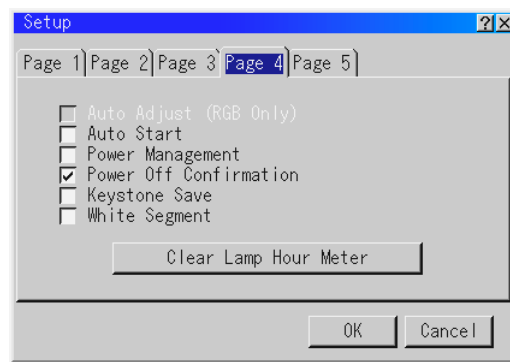 Setup
Page 1 Page 2 Page 3 Page 4 Page 5
Auto Adjust (RGB Only)
Auto Start
Power Management
Power Off Confirmation
Keystone Save
White Segment
Clear Lamp Hour Meter
OK Cancel